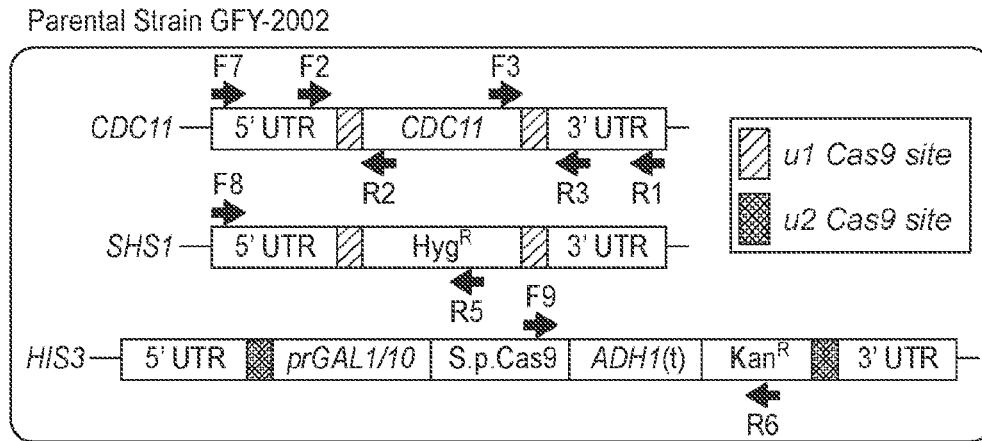 Parental Strain GFY-2002
F7 F2 F3
CDC11 5' UTR CDC11 3' UTR
R2 R3 R1
F8
SHS1 5' UTR Hyg^R 3' UTR
R5 F9
HIS3 5' UTR prGAL1/10 S.p.Cas9 ADH1(t) Kan^R 3' UTR
R6
u1 Cas9 site
u2 Cas9 site